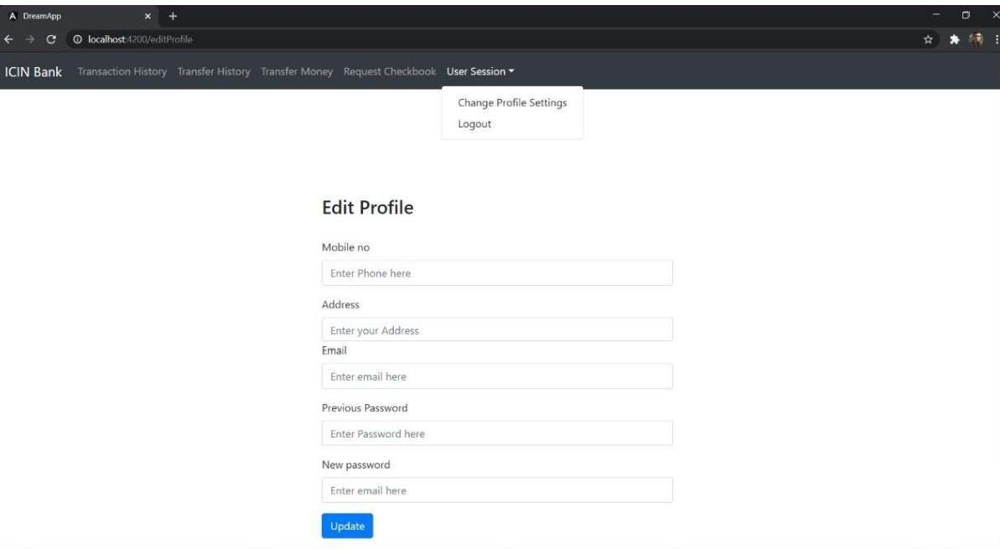 DreamApp
localhost:4200/editProfile
ICIN Bank Transaction History Transfer History Transfer Money Request Checkbook User Session
Change Profile Settings
Logout
Edit Profile
Mobile no
Enter Phone here
Address
Enter your Address
Email
Enter email here
Previous Password
Enter Password here
New password
Enter email here
Update